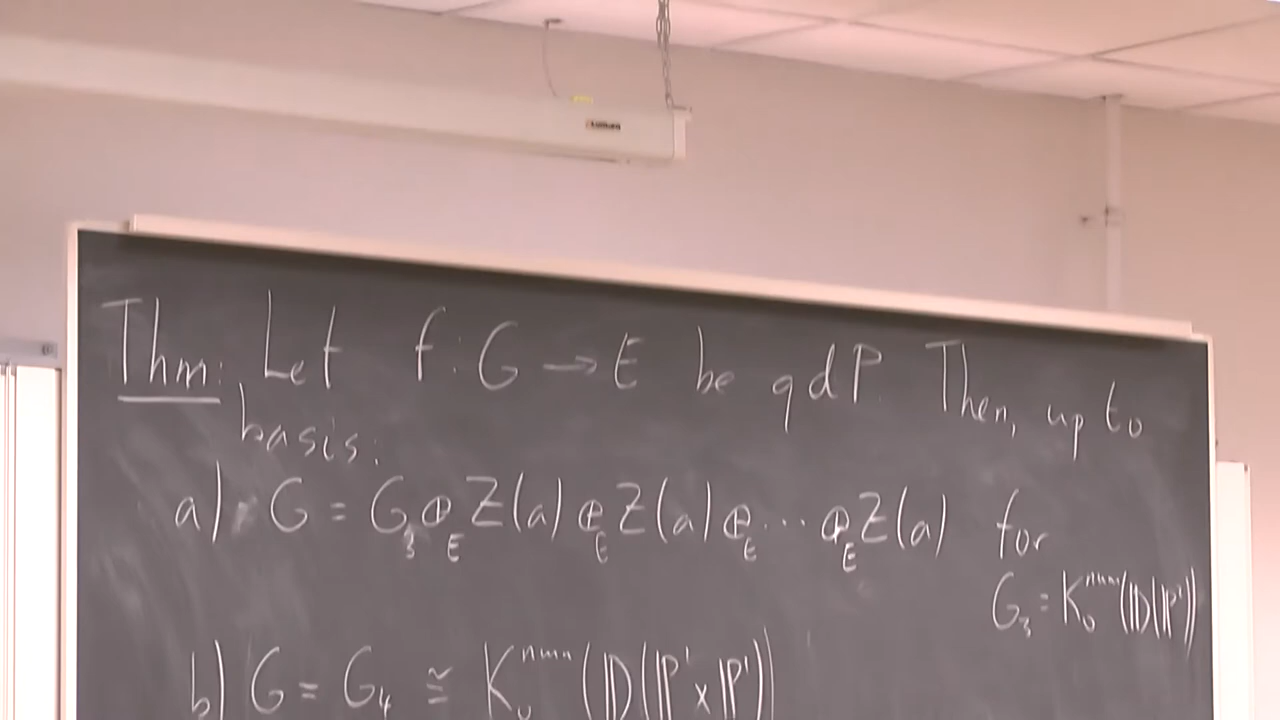 Thm: Let f: G → E be qdP. Then, up to
basis:
a) G = G₃ ⊕_E Z(a) ⊕_E Z(a) ⊕_E ... ⊕_E Z(a) for
G₃ = K₀^num(D(P¹))
b) G = G₄ ≅ K₀^num(D(P¹×P¹))